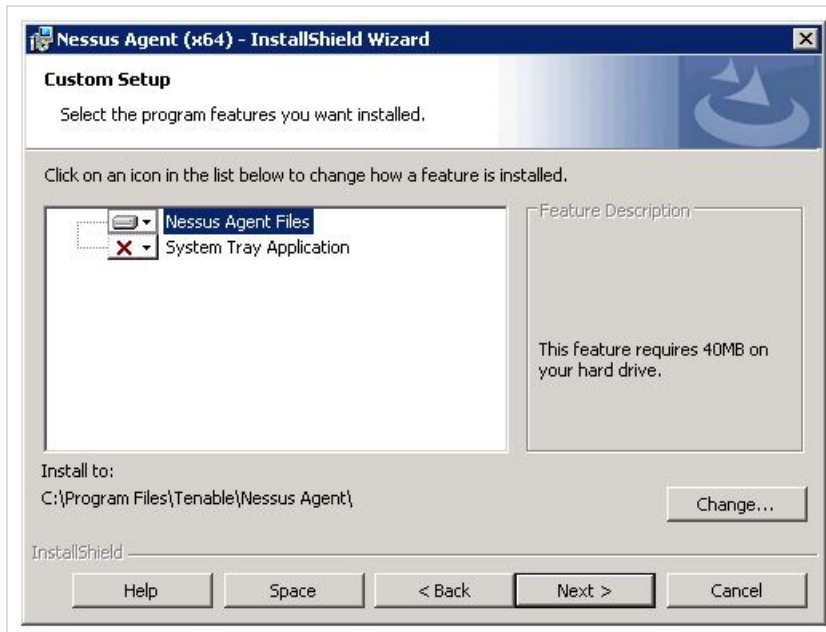 Nessus Agent (x64) - InstallShield Wizard
Custom Setup
Select the program features you want installed.
Click on an icon in the list below to change how a feature is installed.
Nessus Agent Files
System Tray Application
Feature Description
This feature requires 40MB on
your hard drive.
Install to:
C:\Program Files\Tenable\Nessus Agent\
Change...
InstallShield
Help
Space
< Back
Next >
Cancel